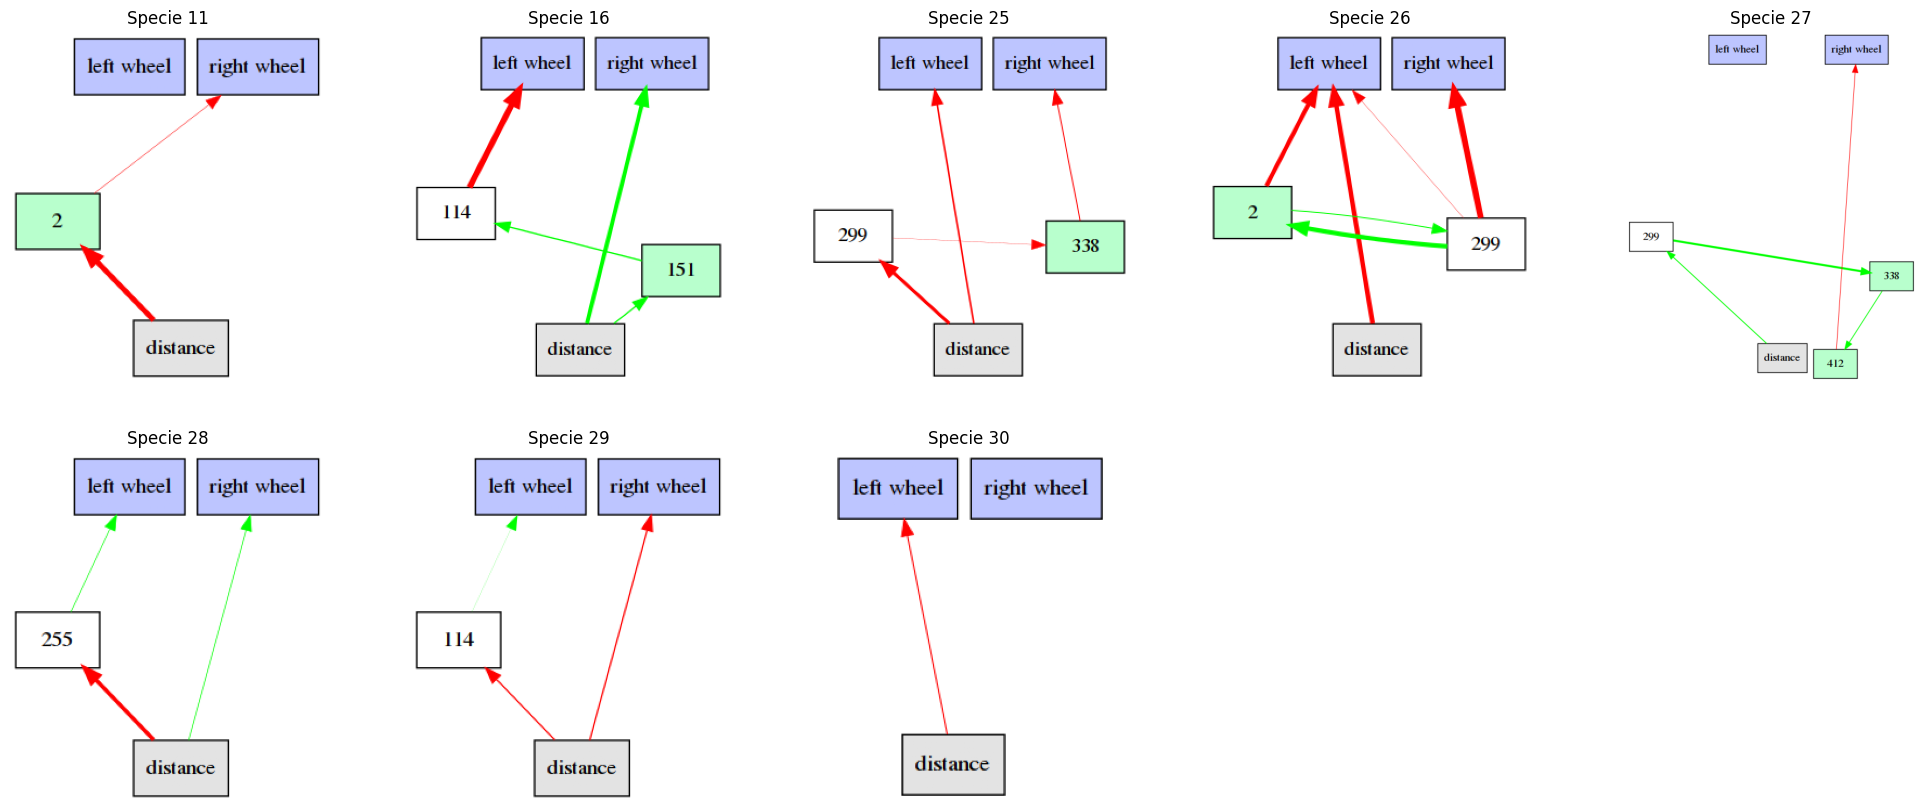 Specie 11
left wheel
right wheel
2
distance
Specie 16
left wheel
right wheel
114
151
distance
Specie 25
left wheel
right wheel
299
338
distance
Specie 26
left wheel
right wheel
2
299
distance
Specie 27
left wheel
right wheel
299
338
distance
412
Specie 28
left wheel
right wheel
255
distance
Specie 29
left wheel
right wheel
114
distance
Specie 30
left wheel
right wheel
distance